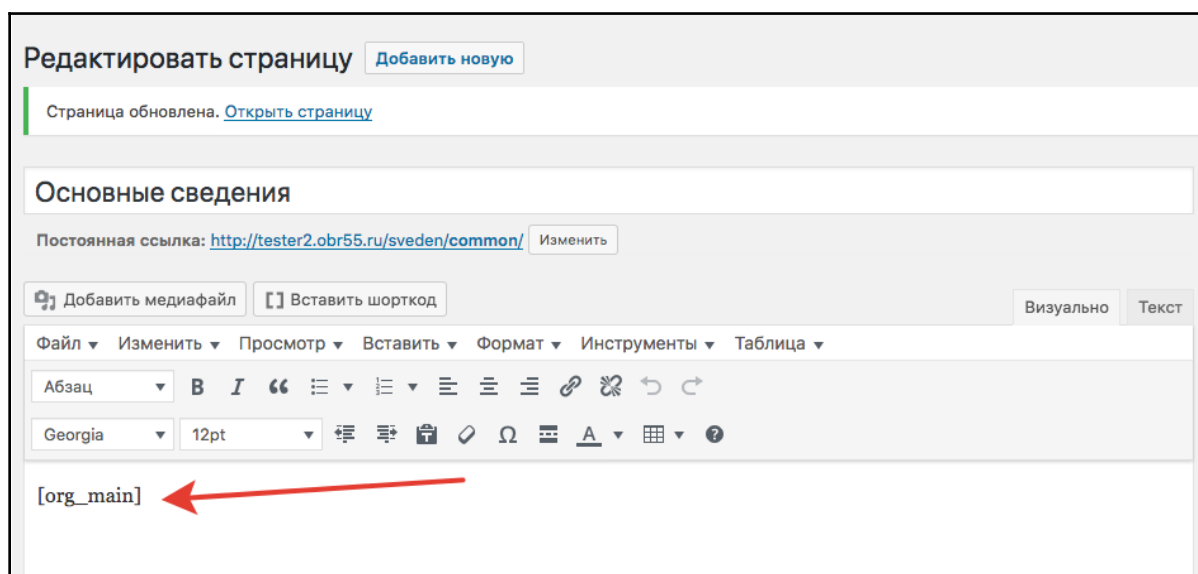 Редактировать страницу Добавить новую
Страница обновлена. Открыть страницу
Основные сведения
Постоянная ссылка: http://tester2.obr55.ru/sveden/common/ Изменить
Добавить медиафайл [ ] Вставить шорткод
Визуально Текст
Файл Изменить Просмотр Вставить Формат Инструменты Таблица
Абзац B I
Georgia 12pt Ω A
[org_main]